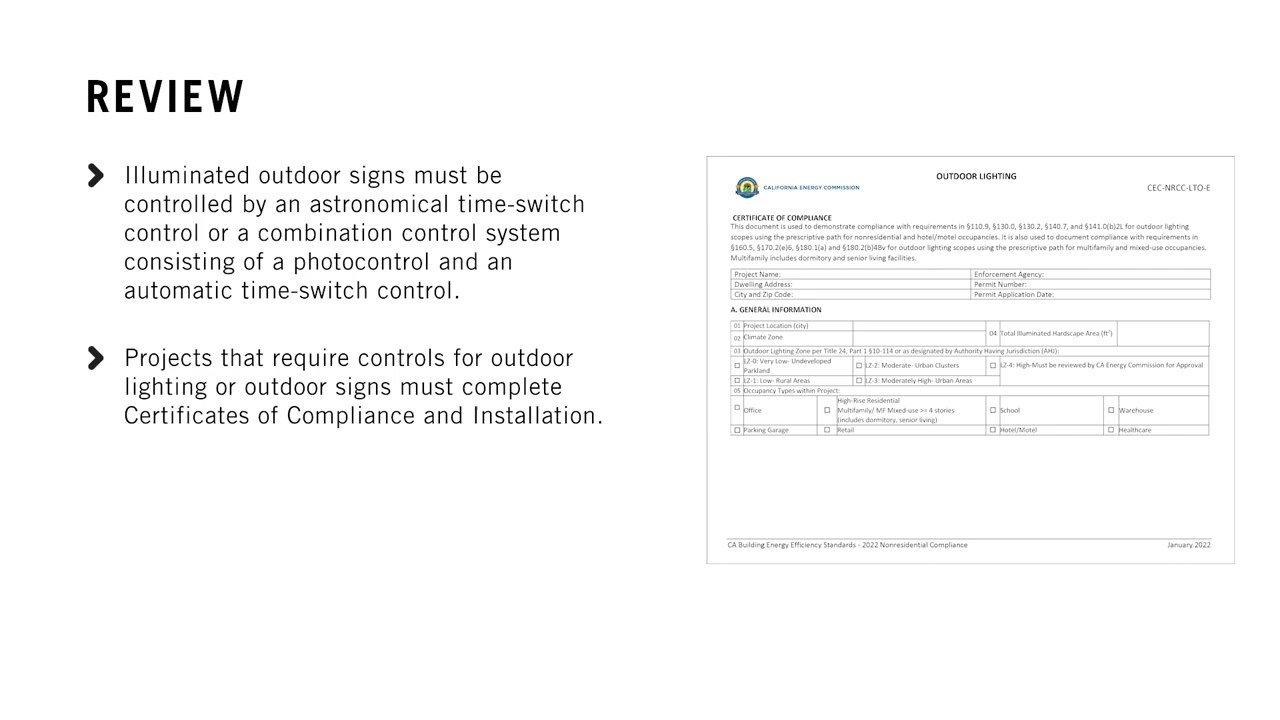 REVIEW
Illuminated outdoor signs must be
controlled by an astronomical time-switch
control or a combination control system
consisting of a photocontrol and an
automatic time-switch control.
Projects that require controls for outdoor
lighting or outdoor signs must complete
Certificates of Compliance and Installation.
OUTDOOR LIGHTING
CALIFORNIA ENERGY COMMISSION
CEC-NRCC-LTO-E
CERTIFICATE OF COMPLIANCE
This document is used to demonstrate compliance with requirements in §110.9, §130.0, §130.2, §140.7, and §141.0(b)2L for outdoor lighting
scopes using the prescriptive path for nonresidential and hotel/motel occupancies. It is also used to document compliance with requirements in
§160.5, §170.2(e)6, §180.1(a) and §180.2(b)4Bv for outdoor lighting scopes using the prescriptive path for multifamily and mixed-use occupancies.
Multifamily includes dormitory and senior living facilities.
Project Name: Enforcement Agency:
Dwelling Address: Permit Number:
City and Zip Code: Permit Application Date:
A. GENERAL INFORMATION
01 Project Location (city)
04 Total Illuminated Hardscape Area (ft²)
02 Climate Zone
03 Outdoor Lighting Zone per Title 24, Part 1 §10-114 or as designated by Authority Having Jurisdiction (AHJ):
LZ-0: Very Low- Undeveloped
Parkland
LZ-2: Moderate- Urban Clusters
LZ-4: High-Must be reviewed by CA Energy Commission for Approval
LZ-1: Low- Rural Areas LZ-3: Moderately High- Urban Areas
05 Occupancy Types within Project:
Office
High-Rise Residential
Multifamily/ MF Mixed-use >= 4 stories
(includes dormitory, senior living)
School
Warehouse
Parking Garage Retail Hotel/Motel Healthcare
CA Building Energy Efficiency Standards - 2022 Nonresidential Compliance January 2022